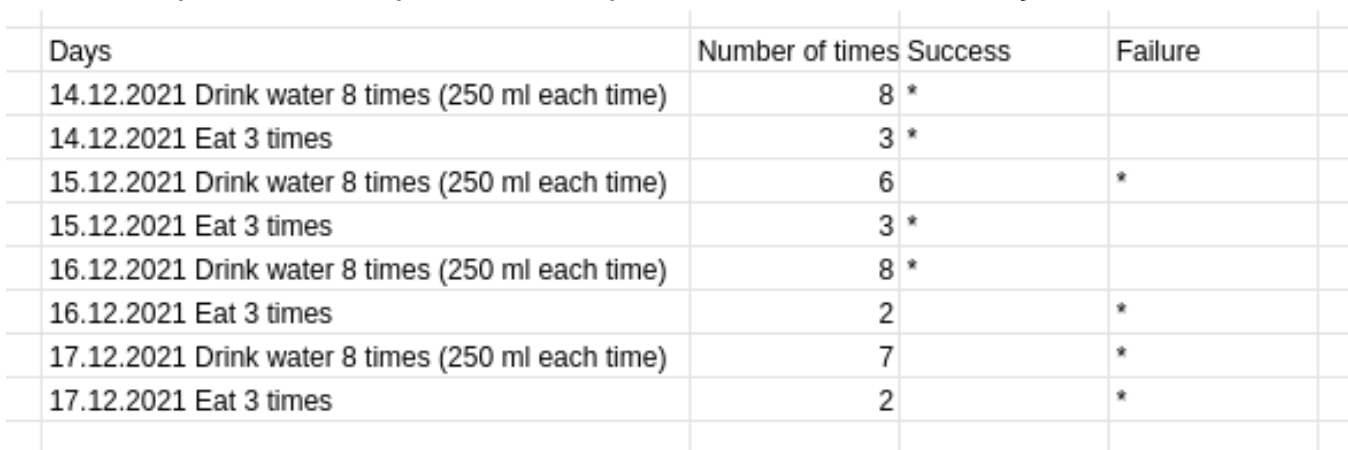 Days Number of times Success Failure
14.12.2021 Drink water 8 times (250 ml each time) 8 *
14.12.2021 Eat 3 times 3 *
15.12.2021 Drink water 8 times (250 ml each time) 6 *
15.12.2021 Eat 3 times 3 *
16.12.2021 Drink water 8 times (250 ml each time) 8 *
16.12.2021 Eat 3 times 2 *
17.12.2021 Drink water 8 times (250 ml each time) 7 *
17.12.2021 Eat 3 times 2 *